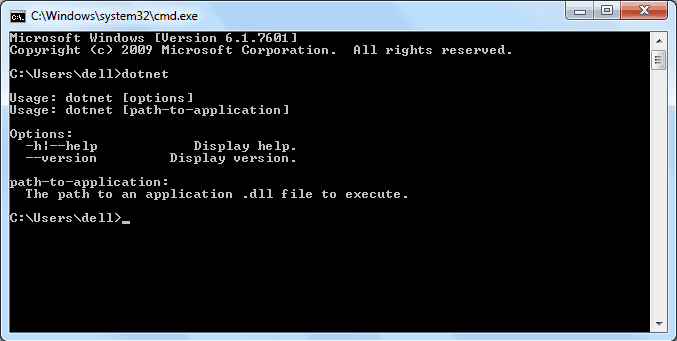 C:\Windows\system32\cmd.exe
Microsoft Windows [Version 6.1.7601]
Copyright (c) 2009 Microsoft Corporation.  All rights reserved.
C:\Users\dell>dotnet
Usage: dotnet [options]
Usage: dotnet [path-to-application]
Options:
  -h|--help            Display help.
  --version         Display version.
path-to-application:
  The path to an application .dll file to execute.
C:\Users\dell>_